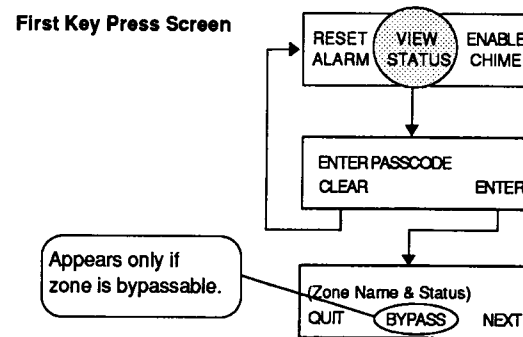 First Key Press Screen
RESET VIEW ENABLE
ALARM STATUS CHIME
ENTER PASSCODE
CLEAR ENTER
Appears only if
zone is bypassable.
(Zone Name & Status)
QUIT BYPASS NEXT